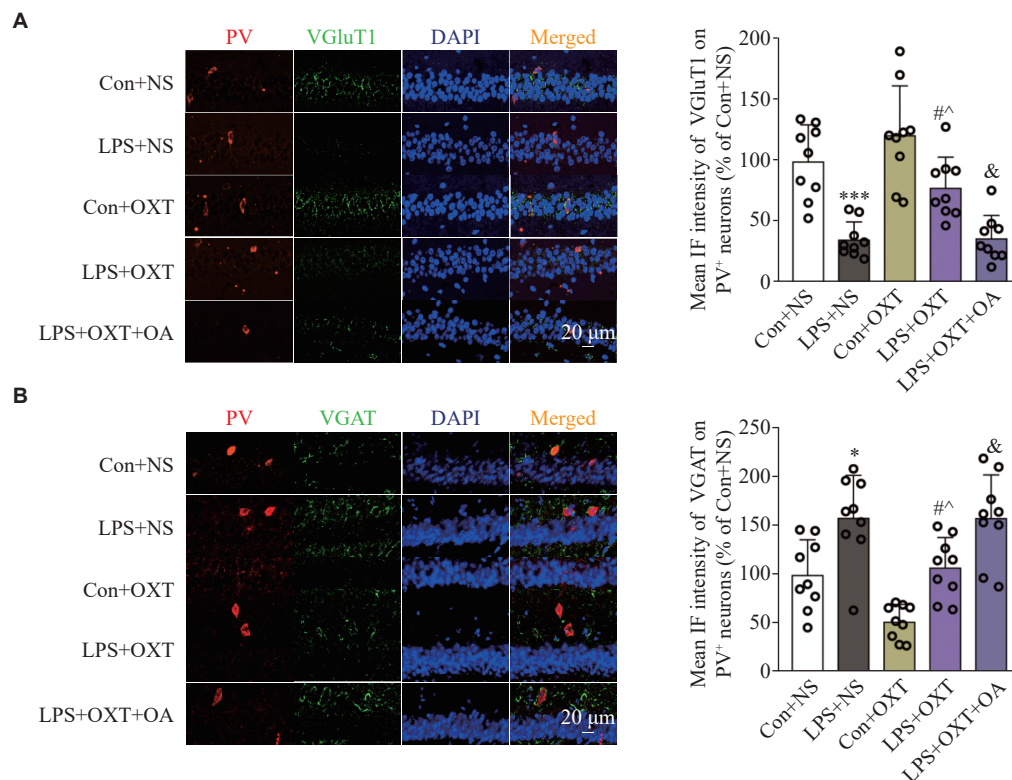 A
PV VGluT1 DAPI Merged
Con+NS
LPS+NS
Con+OXT
LPS+OXT
LPS+OXT+OA
20 μm
Mean IF intensity of VGluT1 on
PV⁺ neurons (% of Con+NS)
200
150
100
50
0
***
#^
&
Con+NS
LPS+NS
Con+OXT
LPS+OXT
LPS+OXT+OA
B
PV VGAT DAPI Merged
Con+NS
LPS+NS
Con+OXT
LPS+OXT
LPS+OXT+OA
20 μm
Mean IF intensity of VGAT on
PV⁺ neurons (% of Con+NS)
250
200
150
100
50
0
*
#^
&
Con+NS
LPS+NS
Con+OXT
LPS+OXT
LPS+OXT+OA